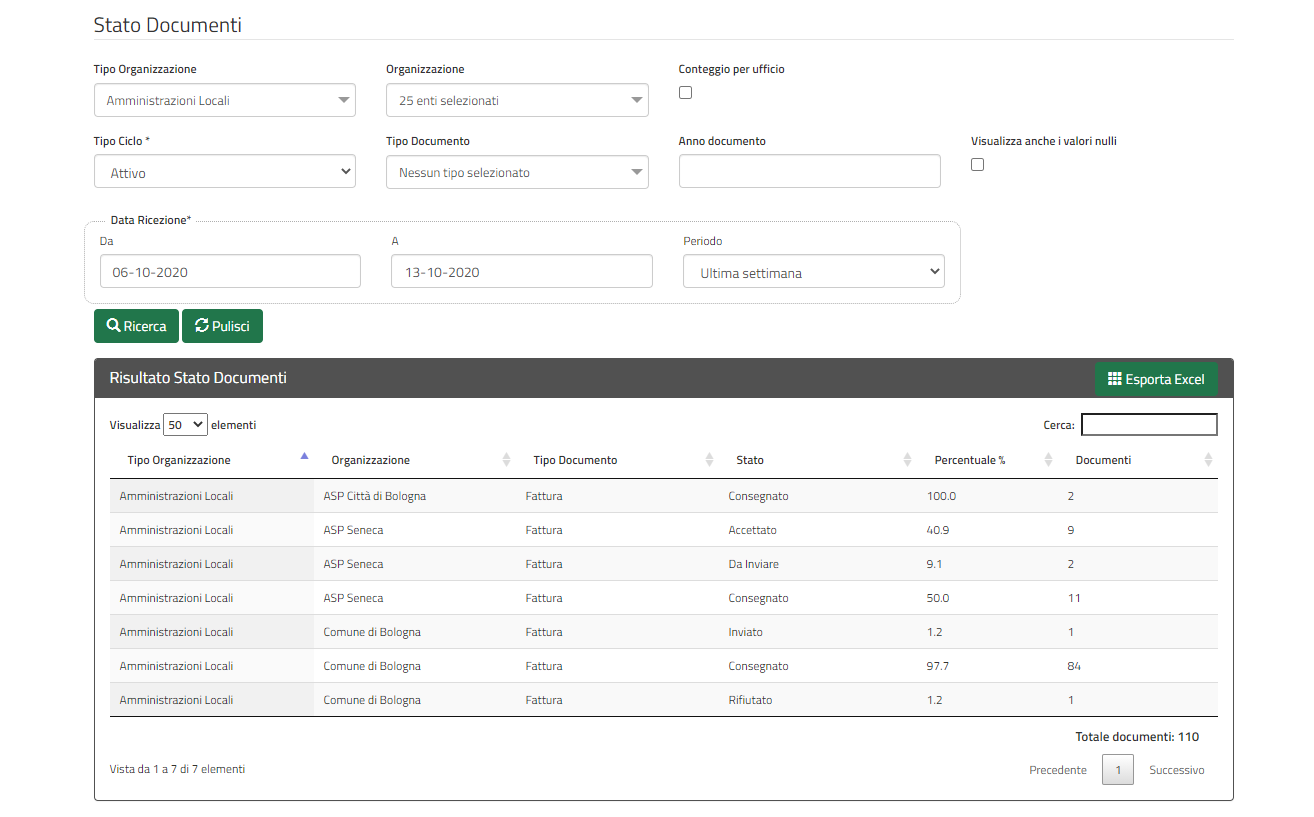 Stato Documenti
Tipo Organizzazione Organizzazione Conteggio per ufficio
Amministrazioni Locali 25 enti selezionati
Tipo Ciclo * Tipo Documento Anno documento Visualizza anche i valori nulli
Attivo Nessun tipo selezionato
Data Ricezione*
Da A Periodo
06-10-2020 13-10-2020 Ultima settimana
Ricerca Pulisci
Risultato Stato Documenti Esporta Excel
Visualizza 50 elementi Cerca:
Tipo Organizzazione Organizzazione Tipo Documento Stato Percentuale % Documenti
Amministrazioni Locali ASP Città di Bologna Fattura Consegnato 100.0 2
Amministrazioni Locali ASP Seneca Fattura Accettato 40.9 9
Amministrazioni Locali ASP Seneca Fattura Da Inviare 9.1 2
Amministrazioni Locali ASP Seneca Fattura Consegnato 50.0 11
Amministrazioni Locali Comune di Bologna Fattura Inviato 1.2 1
Amministrazioni Locali Comune di Bologna Fattura Consegnato 97.7 84
Amministrazioni Locali Comune di Bologna Fattura Rifiutato 1.2 1
Totale documenti: 110
Vista da 1 a 7 di 7 elementi Precedente 1 Successivo